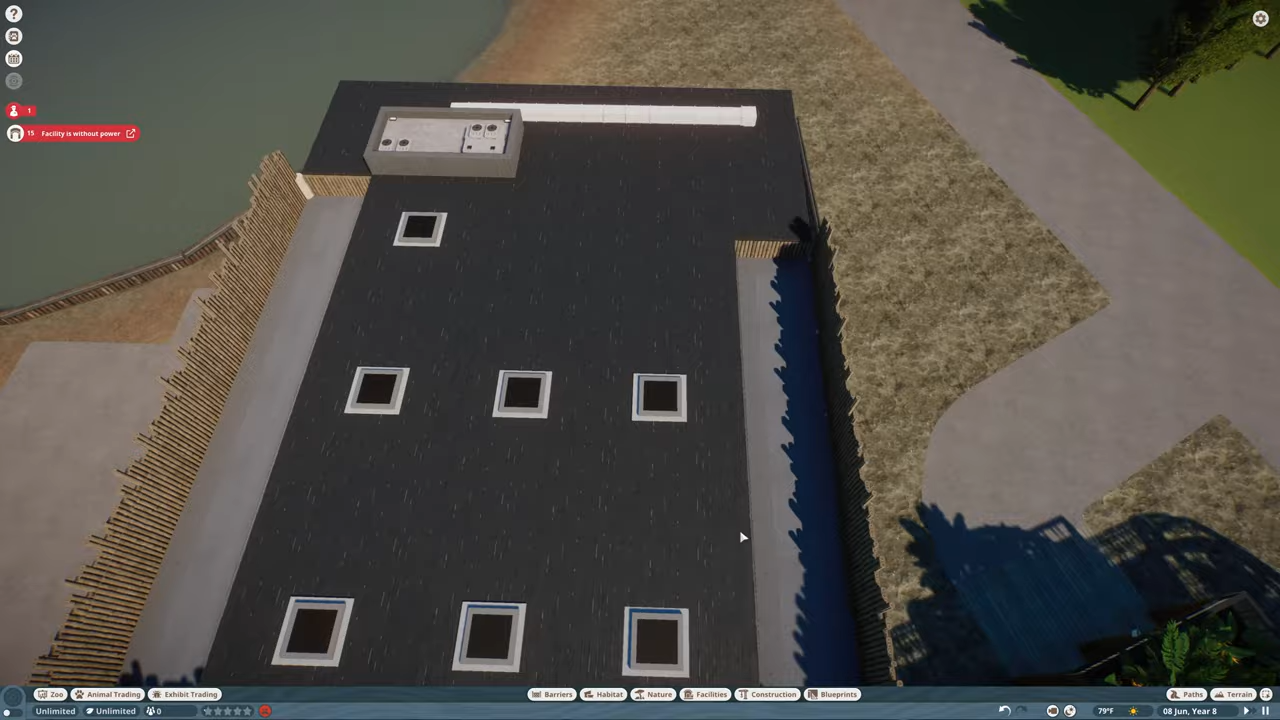 ?
1
15 Facility is without power
Zoo Animal Trading Exhibit Trading Barriers Habitat Nature Facilities Construction Blueprints Paths Terrain
Unlimited Unlimited 0 79°F 08 Jun, Year 8